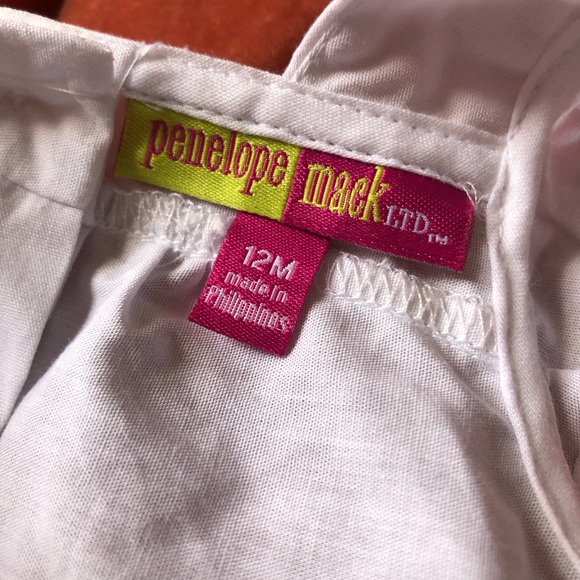 penelope mack LTD™
12M
made in
Philippines